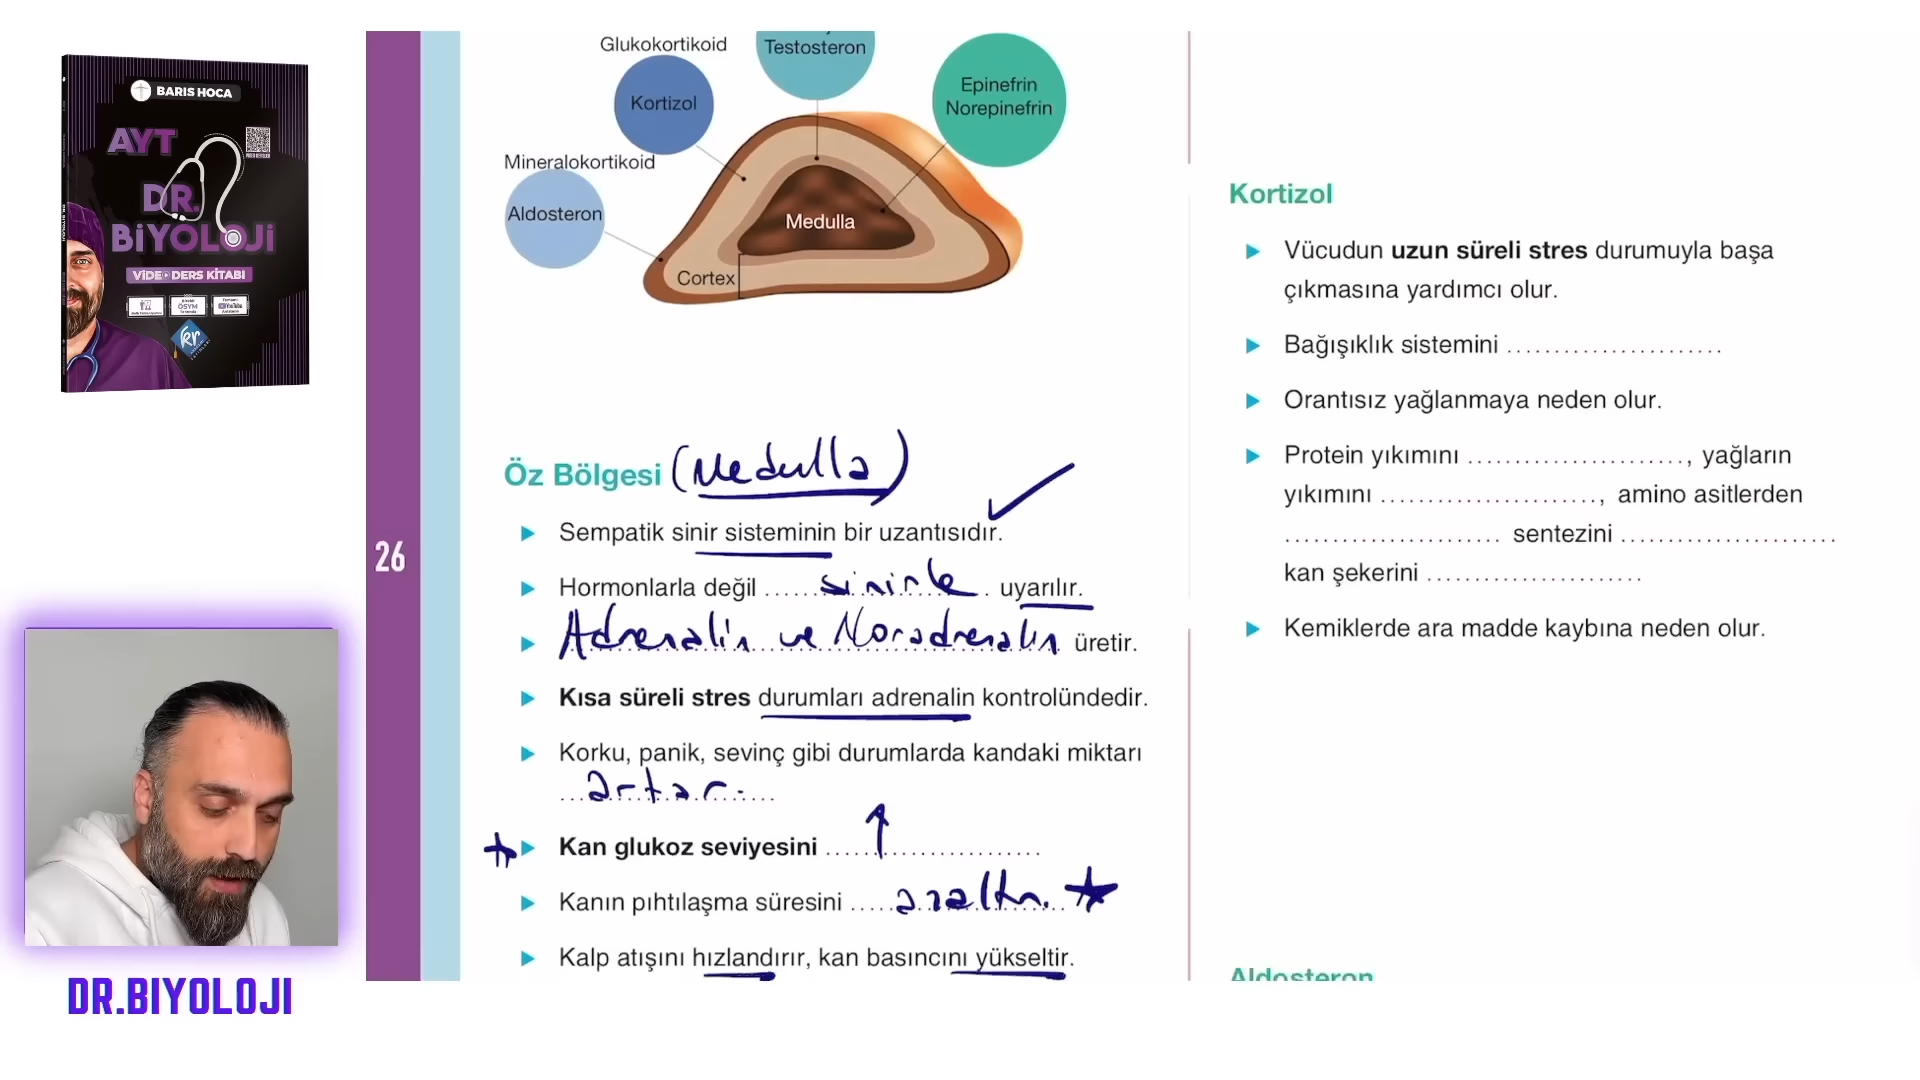 BARIS HOCA
AYT
DR.
BİYOLOJİ
VİDEO DERS KİTABI
DR.BIYOLOJI
26
Glukokortikoid
Kortizol
Testosteron
Epinefrin
Norepinefrin
Mineralokortikoid
Aldosteron
Medulla
Cortex
Öz Bölgesi (Medulla)
Sempatik sinir sisteminin bir uzantısıdır.
Hormonlarla değil ..... sinirle ..... uyarılır.
Adrenalin ve Noradrenalin üretir.
Kısa süreli stres durumları adrenalin kontrolündedir.
Korku, panik, sevinç gibi durumlarda kandaki miktarı
artar.
Kan glukoz seviyesini ..... ↑ .....
Kanın pıhtılaşma süresini ..... azaltır.
Kalp atışını hızlandırır, kan basıncını yükseltir.
Kortizol
Vücudun uzun süreli stres durumuyla başa
çıkmasına yardımcı olur.
Bağışıklık sistemini .......................
Orantısız yağlanmaya neden olur.
Protein yıkımını ......................., yağların
yıkımını ......................., amino asitlerden
....................... sentezini .......................
kan şekerini .......................
Kemiklerde ara madde kaybına neden olur.
Aldosteron